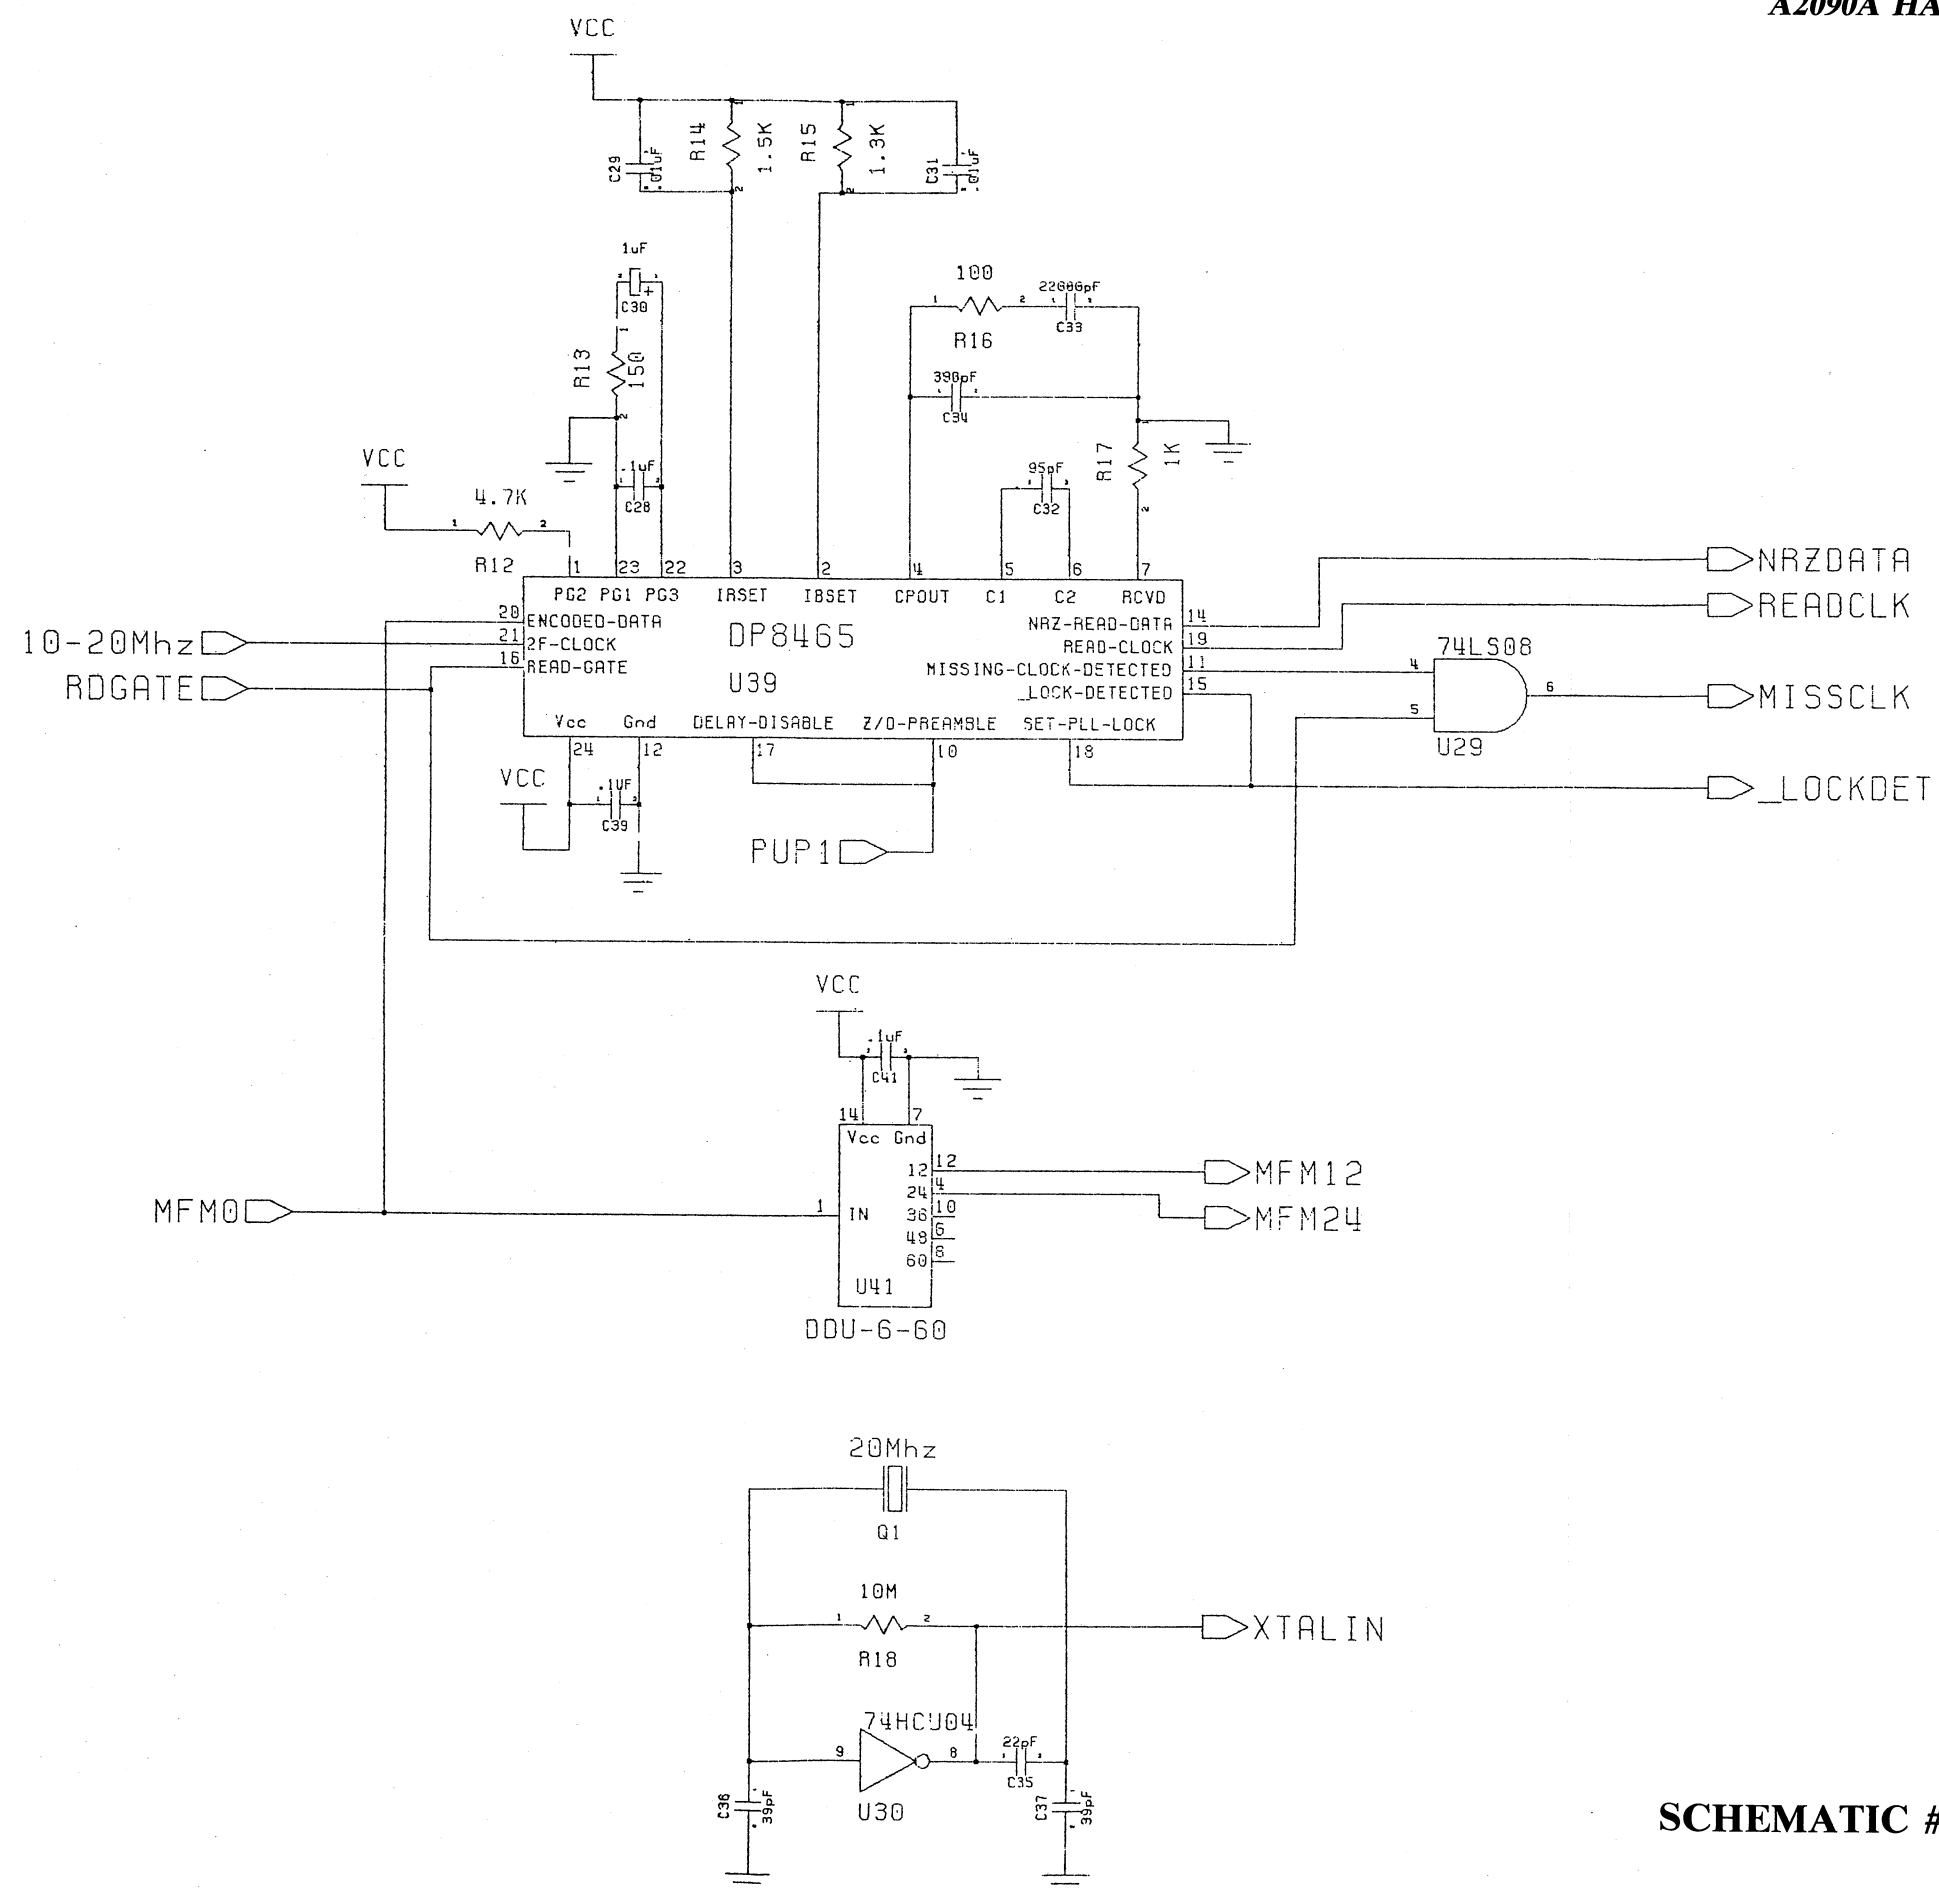 A2090A HA
VCC
C29
.01uF
R14
1.5K
R15
1.3K
C31
.01uF
1uF
C30
+
R13
150
100
22000pF
R16
C33
390pF
C34
R17
1K
VCC
4.7K
R12
.1uF
C28
95pF
C32
1 23 22 3 2 4 5 6 7
PG2 PG1 PG3 IRSET IBSET CPOUT C1 C2 RCVD
20 ENCODED-DATA
21 2F-CLOCK
16 READ-GATE
DP8465
U39
NRZ-READ-DATA 14
READ-CLOCK 19
MISSING-CLOCK-DETECTED 11
_LOCK-DETECTED 15
Vcc Gnd DELAY-DISABLE Z/O-PREAMBLE SET-PLL-LOCK
24 12 17 10 18
10-20Mhz
RDGATE
NRZDATA
READCLK
74LS08
4
5
6
U29
MISSCLK
_LOCKDET
VCC
.1UF
C39
PUP1
VCC
.1uF
C41
14 7
Vcc Gnd
12 12
24 4
36 10
48 6
60 8
1 IN
U41
DDU-6-60
MFM0
MFM12
MFM24
20Mhz
Q1
10M
1 2
R18
XTALIN
74HCU04
9 8
U30
22pF
C35
C36
39pF
C37
39pF
SCHEMATIC #